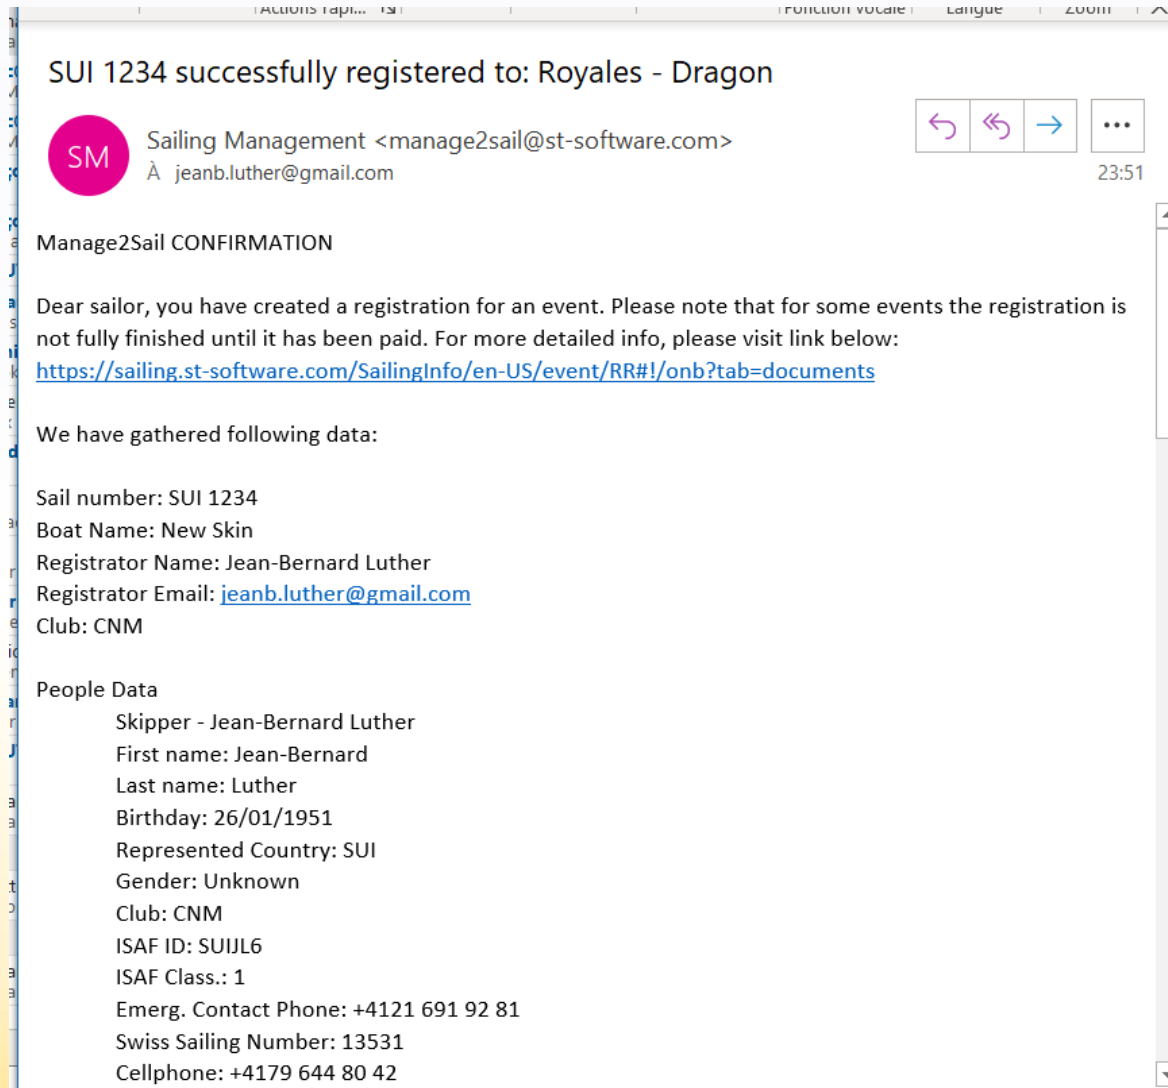 Fonction vocale Langue Zoom
SUI 1234 successfully registered to: Royales - Dragon
SM
Sailing Management <manage2sail@st-software.com>
À jeanb.luther@gmail.com
23:51
Manage2Sail CONFIRMATION
Dear sailor, you have created a registration for an event. Please note that for some events the registration is
not fully finished until it has been paid. For more detailed info, please visit link below:
https://sailing.st-software.com/SailingInfo/en-US/event/RR#!/onb?tab=documents
We have gathered following data:
Sail number: SUI 1234
Boat Name: New Skin
Registrator Name: Jean-Bernard Luther
Registrator Email: jeanb.luther@gmail.com
Club: CNM
People Data
Skipper - Jean-Bernard Luther
First name: Jean-Bernard
Last name: Luther
Birthday: 26/01/1951
Represented Country: SUI
Gender: Unknown
Club: CNM
ISAF ID: SUIJL6
ISAF Class.: 1
Emerg. Contact Phone: +4121 691 92 81
Swiss Sailing Number: 13531
Cellphone: +4179 644 80 42